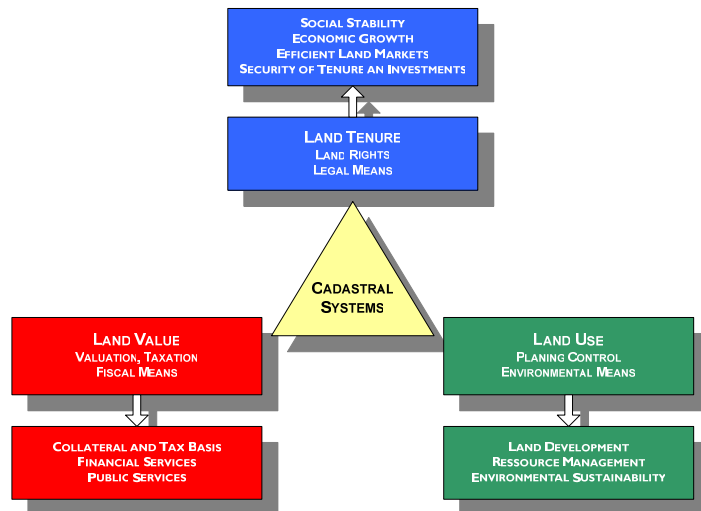 SOCIAL STABILITY
ECONOMIC GROWTH
EFFICIENT LAND MARKETS
SECURITY OF TENURE AN INVESTMENTS
LAND TENURE
LAND RIGHTS
LEGAL MEANS
CADASTRAL
SYSTEMS
LAND VALUE
VALUATION, TAXATION
FISCAL MEANS
LAND USE
PLANING CONTROL
ENVIRONMENTAL MEANS
COLLATERAL AND TAX BASIS
FINANCIAL SERVICES
PUBLIC SERVICES
LAND DEVELOPMENT
RESSOURCE MANAGEMENT
ENVIRONMENTAL SUSTAINABILITY